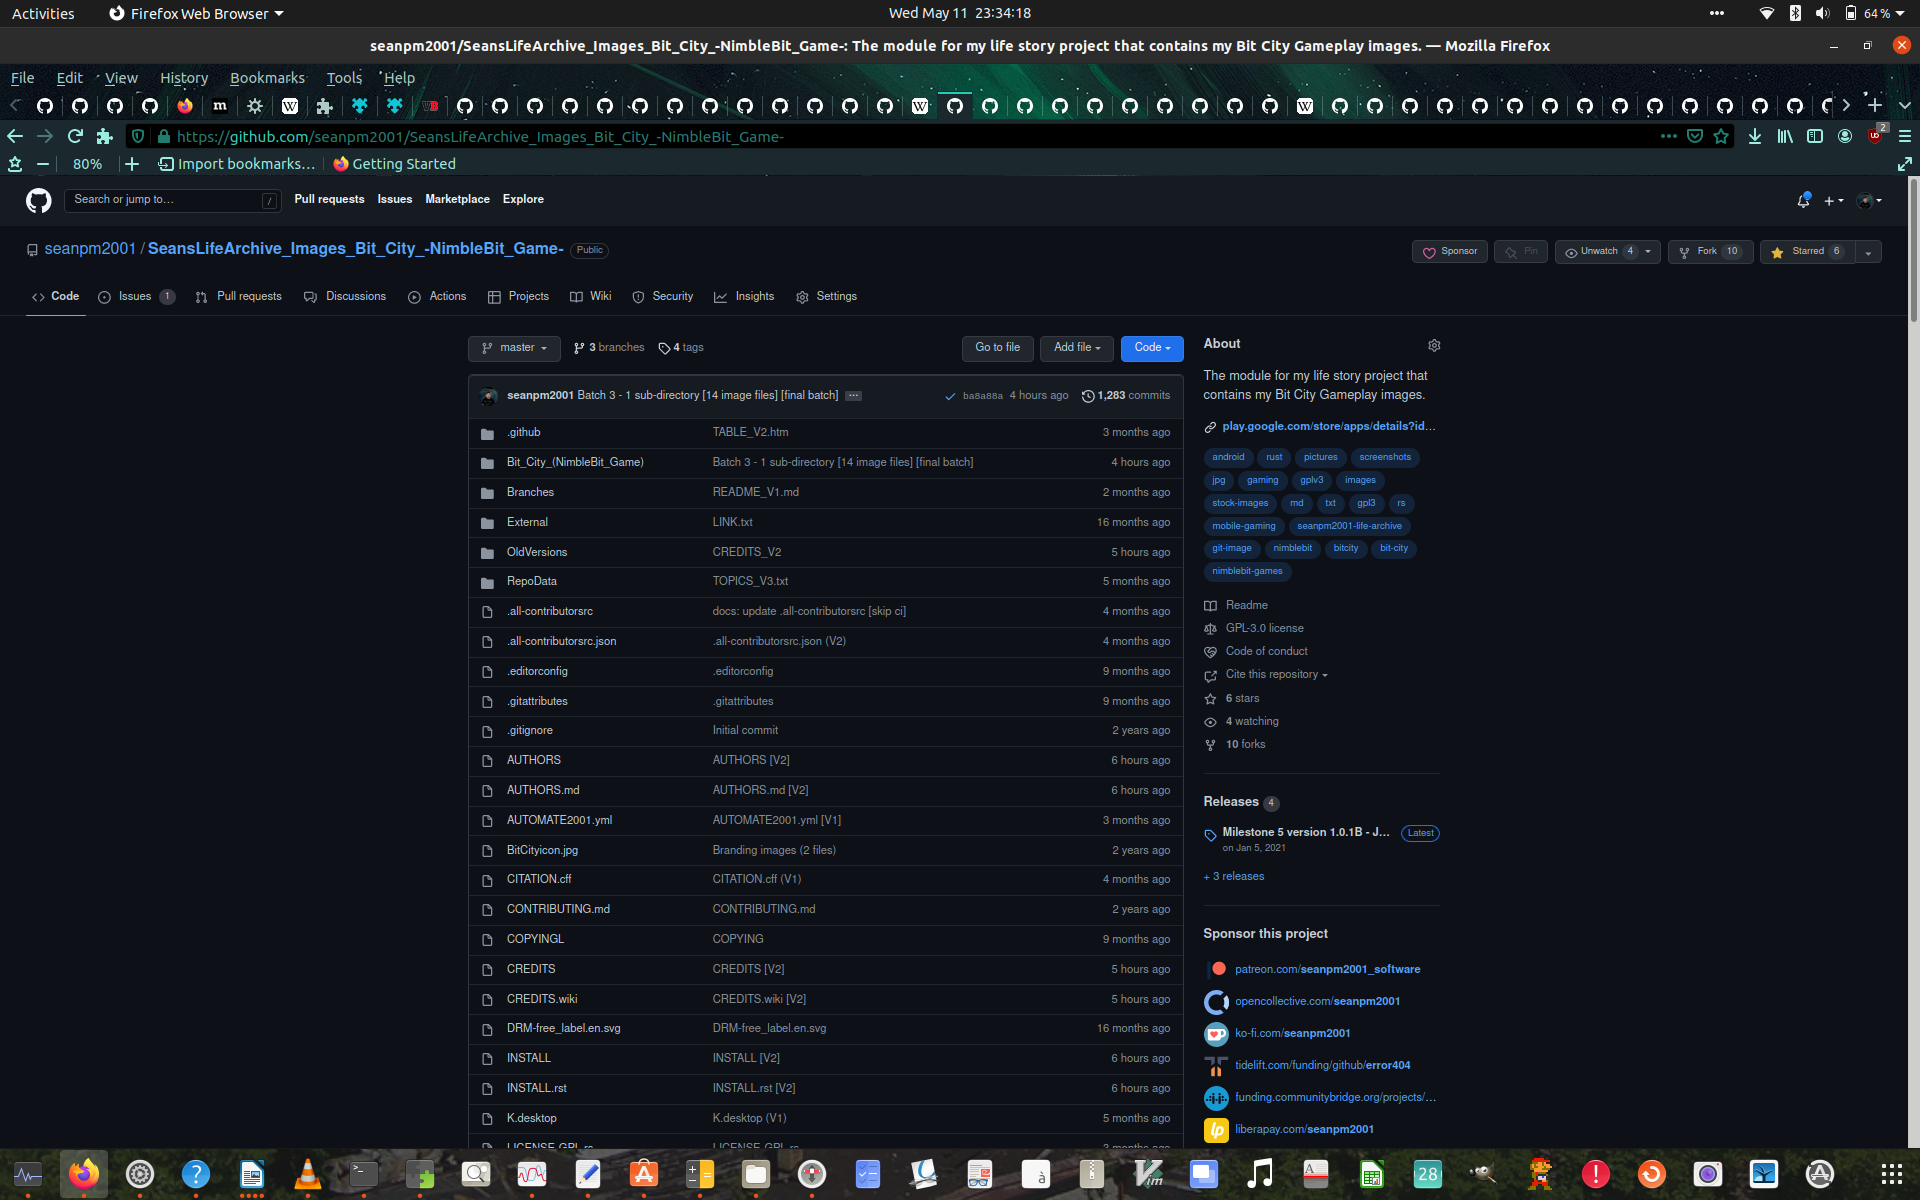 Activities Firefox Web Browser Wed May 11 23:34:18 64 %
seanpm2001/SeansLifeArchive_Images_Bit_City_-NimbleBit_Game-: The module for my life story project that contains my Bit City Gameplay images. — Mozilla Firefox
File Edit View History Bookmarks Tools Help
https://github.com/seanpm2001/SeansLifeArchive_Images_Bit_City_-NimbleBit_Game- 2
80% Import bookmarks... Getting Started
Search or jump to... / Pull requests Issues Marketplace Explore
seanpm2001 / SeansLifeArchive_Images_Bit_City_-NimbleBit_Game- Public Sponsor Pin Unwatch 4 Fork 10 Starred 6
Code Issues 1 Pull requests Discussions Actions Projects Wiki Security Insights Settings
master 3 branches 4 tags Go to file Add file Code
seanpm2001 Batch 3 - 1 sub-directory [14 image files] [final batch] ... ba8a88a 4 hours ago 1,283 commits
.github TABLE_V2.htm 3 months ago
Bit_City_(NimbleBit_Game) Batch 3 - 1 sub-directory [14 image files] [final batch] 4 hours ago
Branches README_V1.md 2 months ago
External LINK.txt 16 months ago
OldVersions CREDITS_V2 5 hours ago
RepoData TOPICS_V3.txt 5 months ago
.all-contributorsrc docs: update .all-contributorsrc [skip ci] 4 months ago
.all-contributorsrc.json .all-contributorsrc.json (V2) 4 months ago
.editorconfig .editorconfig 9 months ago
.gitattributes .gitattributes 9 months ago
.gitignore Initial commit 2 years ago
AUTHORS AUTHORS [V2] 6 hours ago
AUTHORS.md AUTHORS.md [V2] 6 hours ago
AUTOMATE2001.yml AUTOMATE2001.yml [V1] 3 months ago
BitCityicon.jpg Branding images (2 files) 2 years ago
CITATION.cff CITATION.cff (V1) 4 months ago
CONTRIBUTING.md CONTRIBUTING.md 2 years ago
COPYINGL COPYING 9 months ago
CREDITS CREDITS [V2] 5 hours ago
CREDITS.wiki CREDITS.wiki [V2] 5 hours ago
DRM-free_label.en.svg DRM-free_label.en.svg 16 months ago
INSTALL INSTALL [V2] 6 hours ago
INSTALL.rst INSTALL.rst [V2] 6 hours ago
K.desktop K.desktop (V1) 5 months ago
About
The module for my life story project that
contains my Bit City Gameplay images.
play.google.com/store/apps/details?id...
android rust pictures screenshots
jpg gaming gplv3 images
stock-images md txt gpl3 rs
mobile-gaming seanpm2001-life-archive
git-image nimblebit bitcity bit-city
nimblebit-games
Readme
GPL-3.0 license
Code of conduct
Cite this repository
6 stars
4 watching
10 forks
Releases 4
Milestone 5 version 1.0.1B - J... Latest
on Jan 5, 2021
+ 3 releases
Sponsor this project
patreon.com/seanpm2001_software
opencollective.com/seanpm2001
ko-fi.com/seanpm2001
tidelift.com/funding/github/error404
funding.communitybridge.org/projects/...
liberapay.com/seanpm2001
28